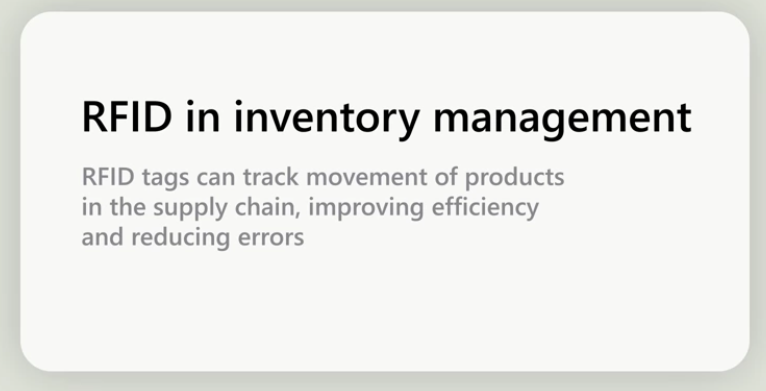 RFID in inventory management
RFID tags can track movement of products
in the supply chain, improving efficiency
and reducing errors